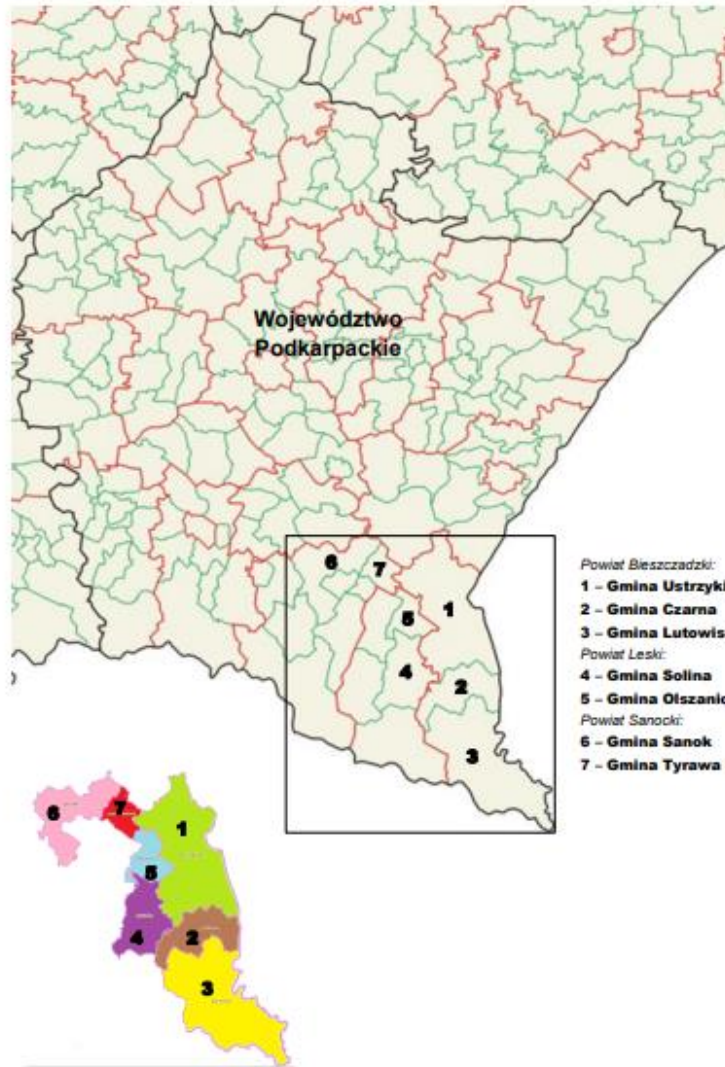 Województwo
Podkarpackie
6
7
1
5
4
2
3
Powiat Bieszczadzki:
1 – Gmina Ustrzyki
2 – Gmina Czarna
3 – Gmina Lutowis
Powiat Leski:
4 – Gmina Solina
5 – Gmina Olszanic
Powiat Sanocki:
6 – Gmina Sanok
7 – Gmina Tyrawa
6
7
1
5
4
2
3